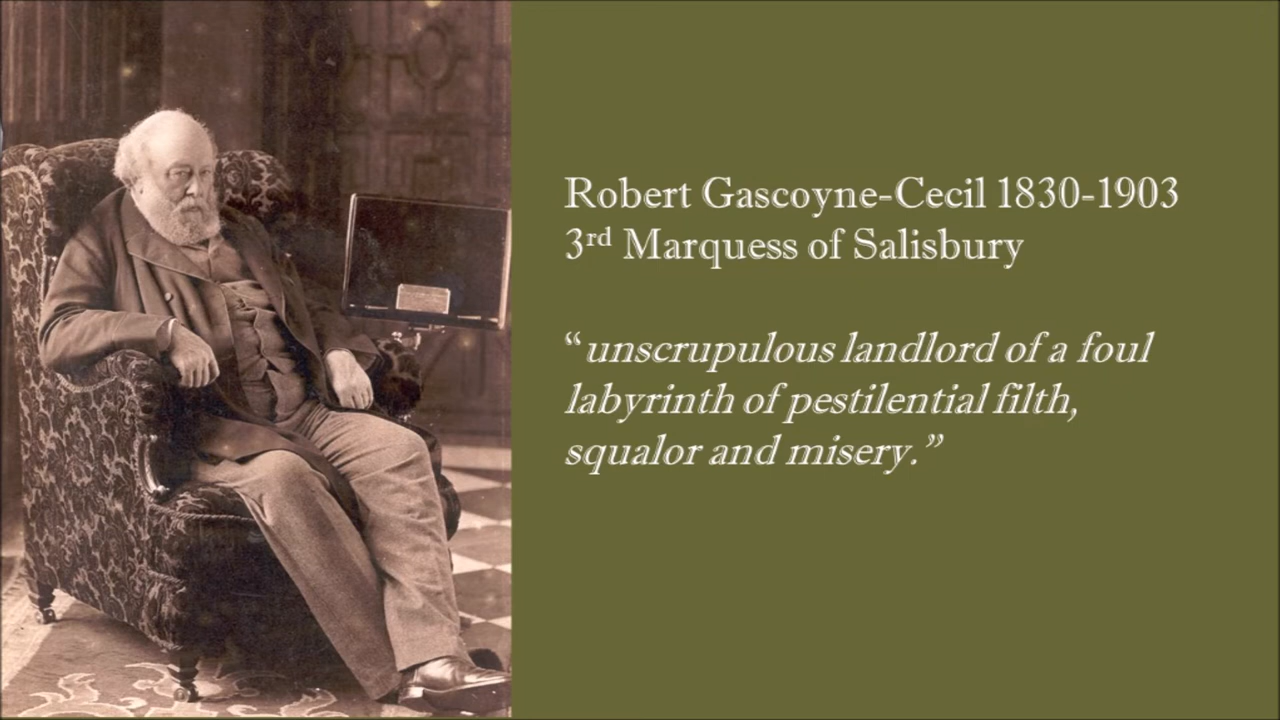 Robert Gascoyne-Cecil 1830-1903
3rd Marquess of Salisbury
“unscrupulous landlord of a foul
labyrinth of pestilential filth,
squalor and misery.”